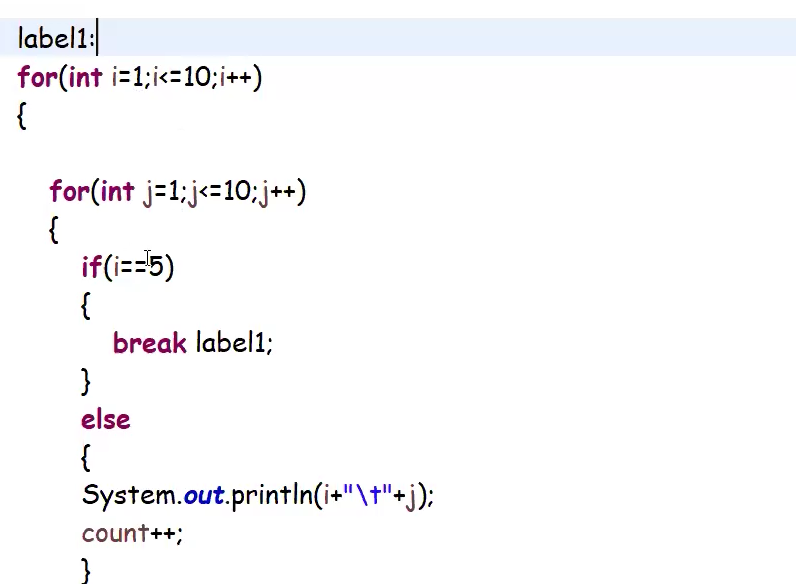 label1:
for(int i=1;i<=10;i++)
{
for(int j=1;j<=10;j++)
{
if(i==5)
{
break label1;
}
else
{
System.out.println(i+"\t"+j);
count++;
}